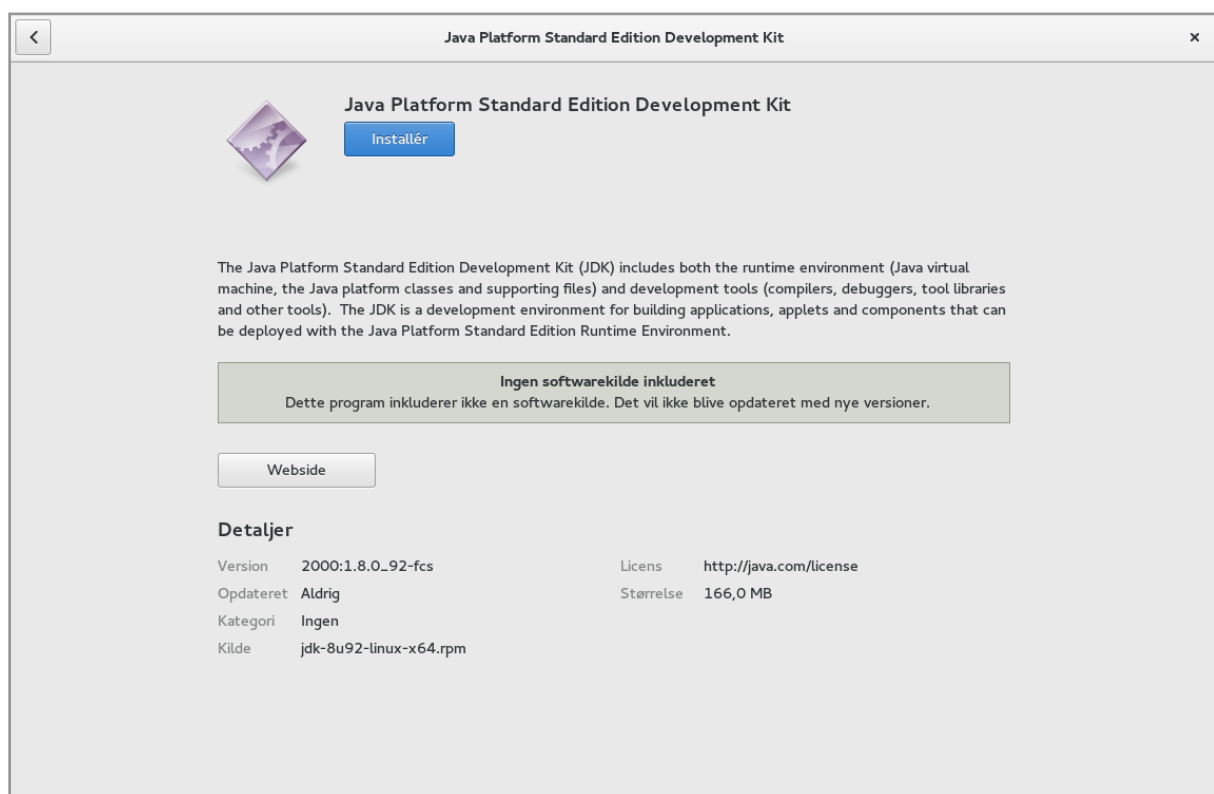 Java Platform Standard Edition Development Kit
Java Platform Standard Edition Development Kit
Installér
The Java Platform Standard Edition Development Kit (JDK) includes both the runtime environment (Java virtual
machine, the Java platform classes and supporting files) and development tools (compilers, debuggers, tool libraries
and other tools).  The JDK is a development environment for building applications, applets and components that can
be deployed with the Java Platform Standard Edition Runtime Environment.
Ingen softwarekilde inkluderet
Dette program inkluderer ikke en softwarekilde. Det vil ikke blive opdateret med nye versioner.
Webside
Detaljer
Version 2000:1.8.0_92-fcs
Opdateret Aldrig
Kategori Ingen
Kilde jdk-8u92-linux-x64.rpm
Licens http://java.com/license
Størrelse 166,0 MB